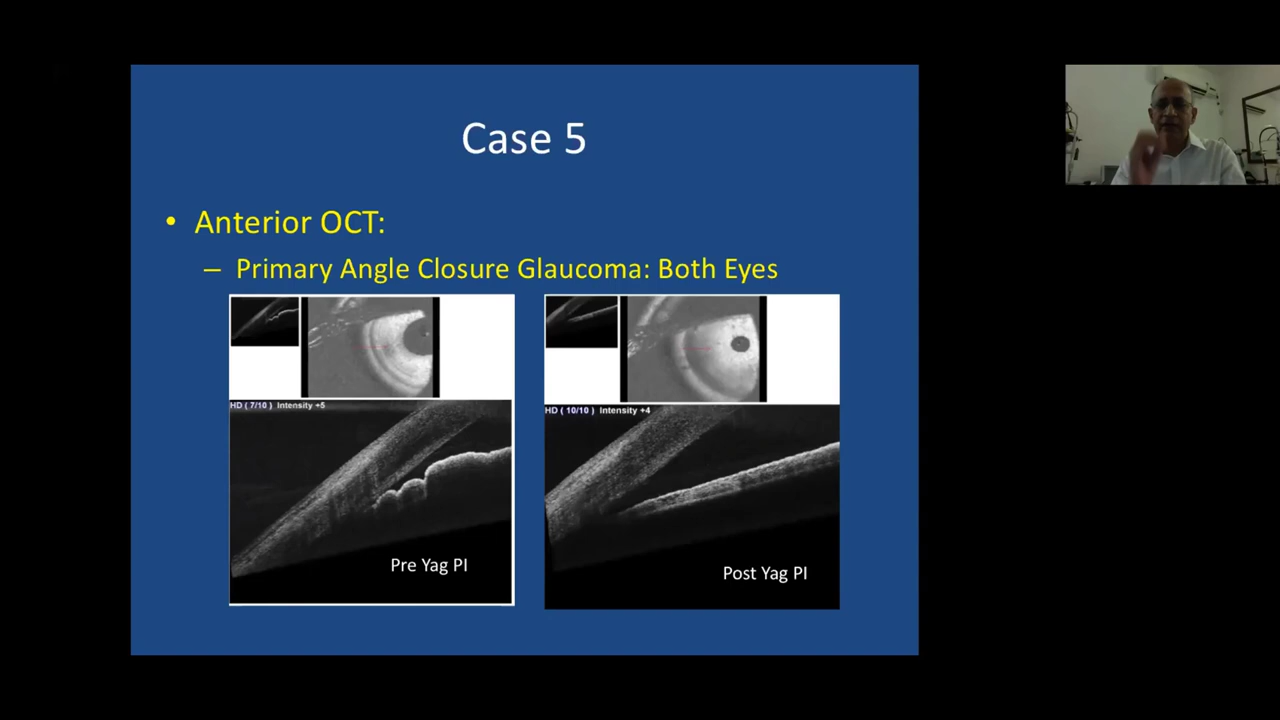 Case 5
• Anterior OCT:
– Primary Angle Closure Glaucoma: Both Eyes
HD ( 7/10 ) Intensity +5
Pre Yag PI
HD ( 10/10 ) Intensity +4
Post Yag PI